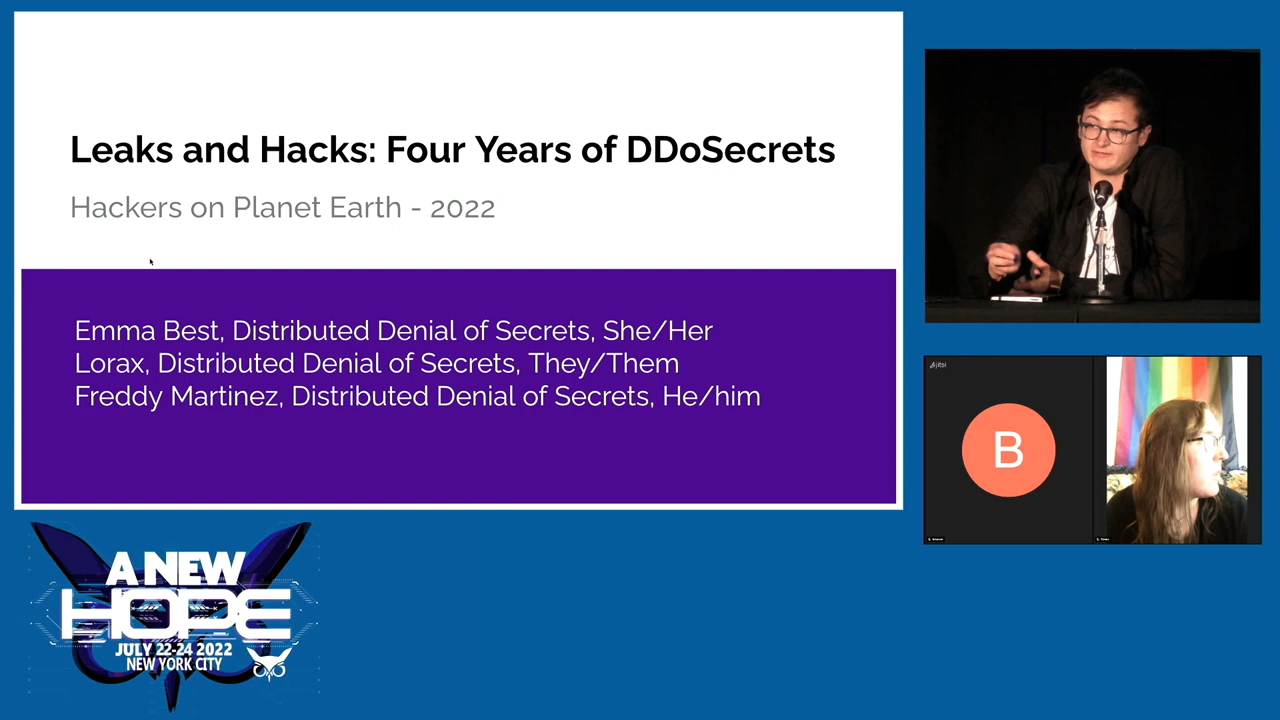 Leaks and Hacks: Four Years of DDoSecrets
Hackers on Planet Earth - 2022
Emma Best, Distributed Denial of Secrets, She/Her
Lorax, Distributed Denial of Secrets, They/Them
Freddy Martinez, Distributed Denial of Secrets, He/him
jitsi
B
A NEW
HOPE
JULY 22-24 2022
NEW YORK CITY